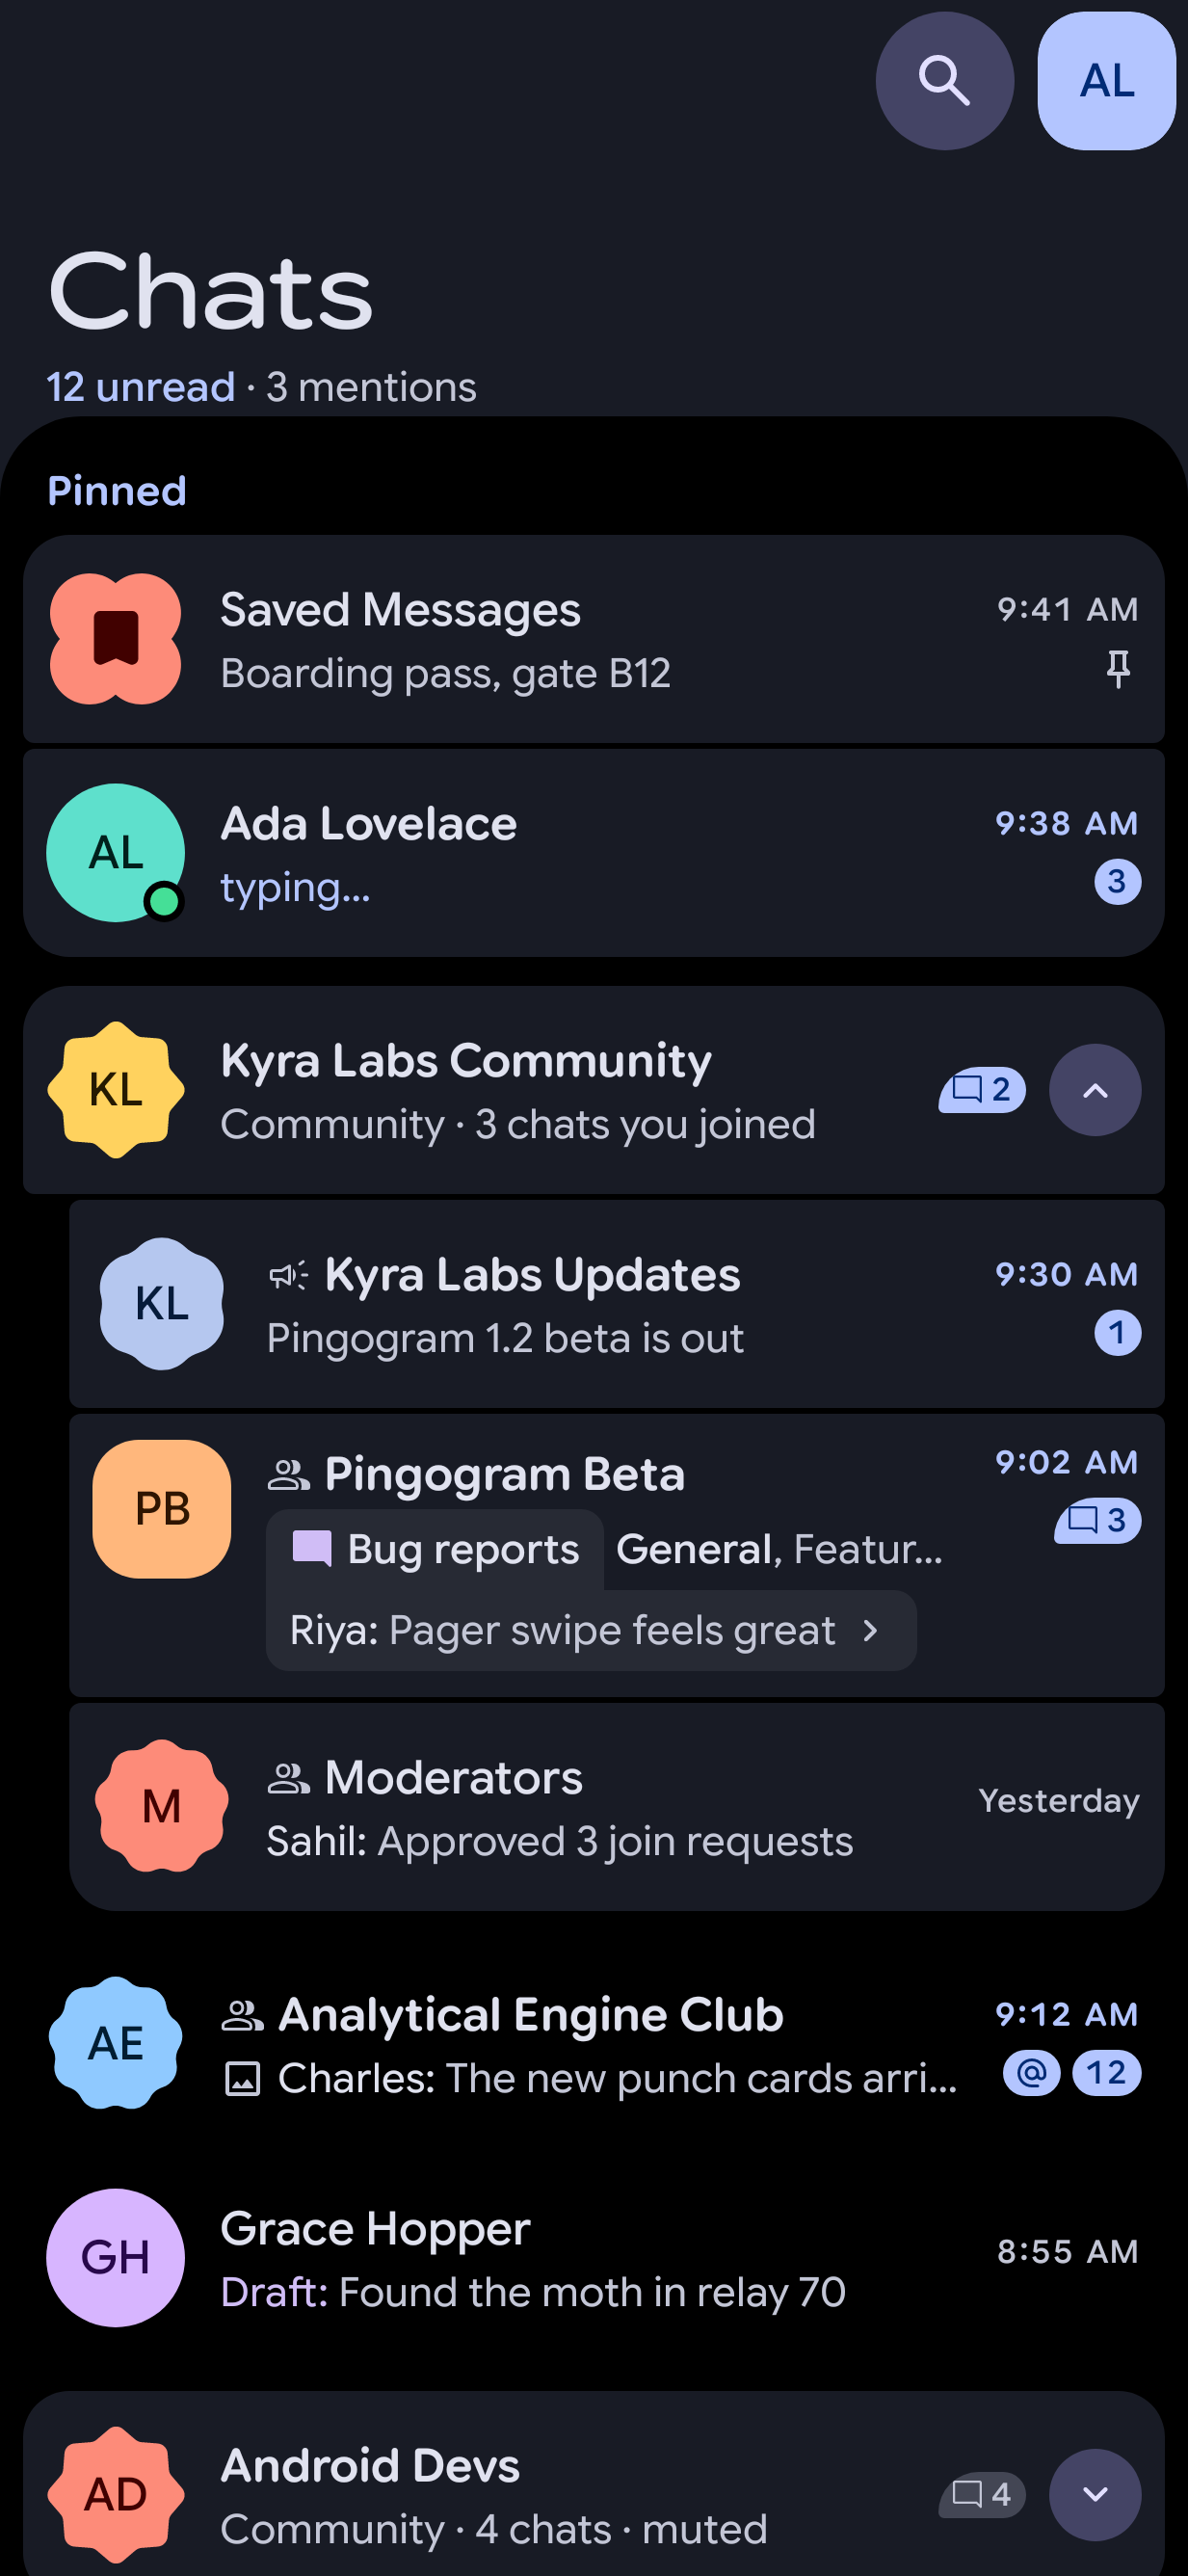 AL
Chats
12 unread · 3 mentions
Pinned
Saved Messages
9:41 AM
Boarding pass, gate B12
AL
Ada Lovelace
9:38 AM
typing...
3
KL
Kyra Labs Community
Community · 3 chats you joined
2
KL
Kyra Labs Updates
9:30 AM
Pingogram 1.2 beta is out
1
PB
Pingogram Beta
9:02 AM
Bug reports
General, Featur...
3
Riya: Pager swipe feels great
M
Moderators
Yesterday
Sahil: Approved 3 join requests
AE
Analytical Engine Club
9:12 AM
Charles: The new punch cards arri...
@ 12
GH
Grace Hopper
8:55 AM
Draft: Found the moth in relay 70
AD
Android Devs
Community · 4 chats · muted
4